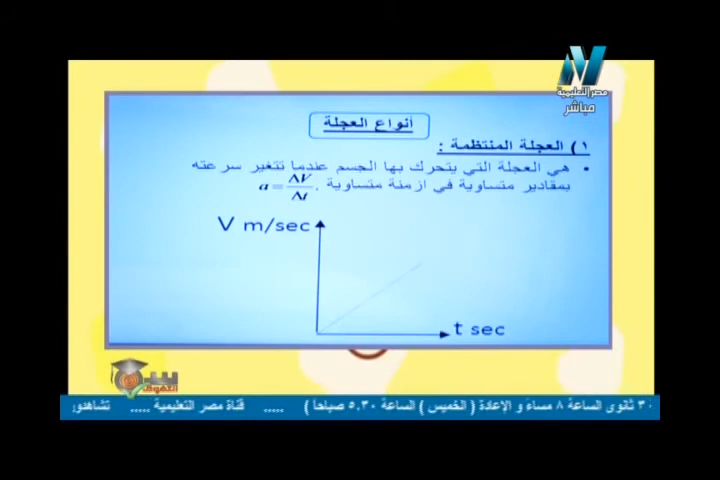 مصر التعليمية
مباشر
أنواع العجلة
١) العجلة المنتظمة :
• هي العجلة التي يتحرك بها الجسم عندما تتغير سرعته
بمقادير متساوية في ازمنة متساوية . a = ΔV / Δt
V m/sec
t sec
٣٠ ثانوى الساعة ٨ مساءً و الإعادة ( الخميس ) الساعة ٥،٣٠ صباحاً ) ..... قناة مصر التعليمية ..... تشاهدون